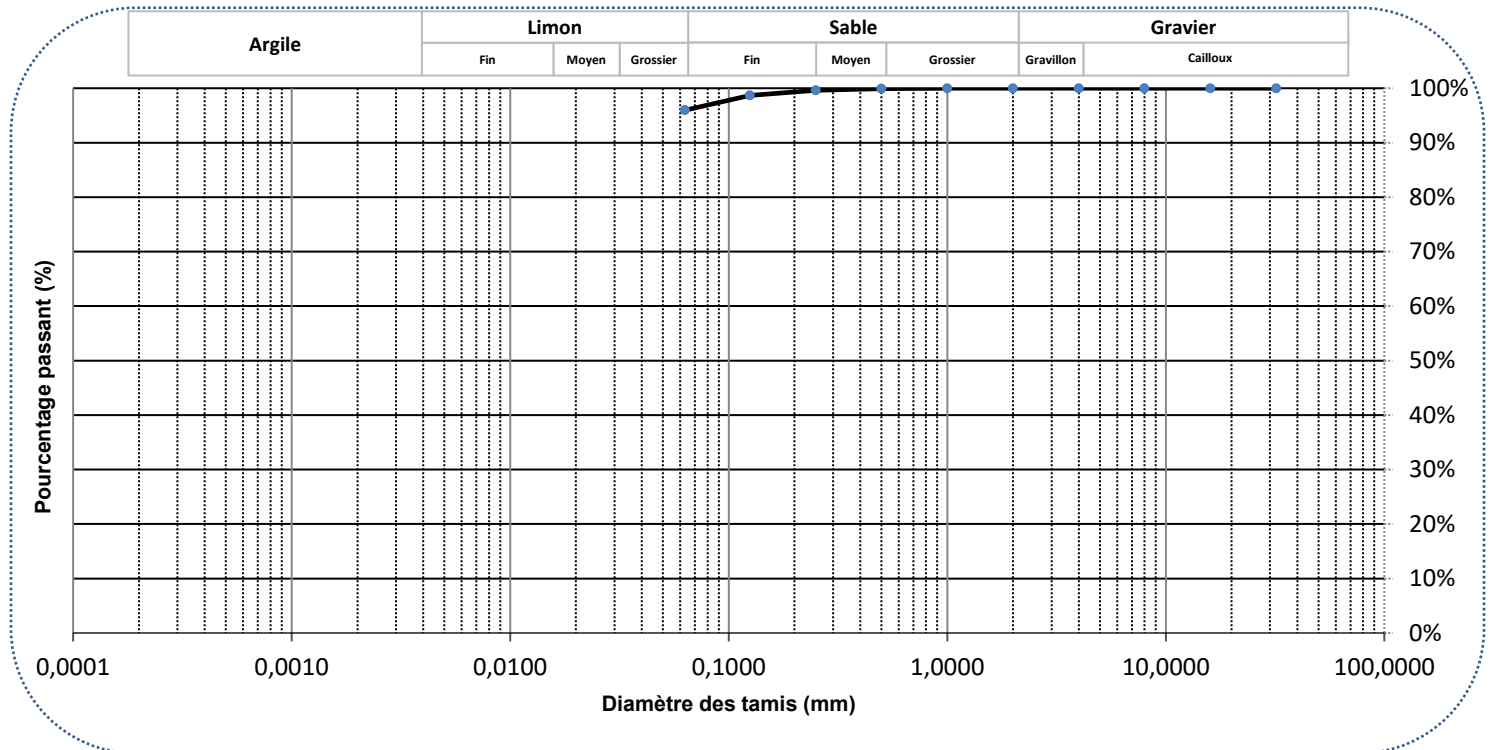 Argile Limon Sable Gravier
Fin Moyen Grossier Fin Moyen Grossier Gravillon Cailloux
100%
90%
80%
70%
60%
50%
40%
30%
20%
10%
0%
Pourcentage passant (%)
0,0001 0,0010 0,0100 0,1000 1,0000 10,0000 100,0000
Diamètre des tamis (mm)